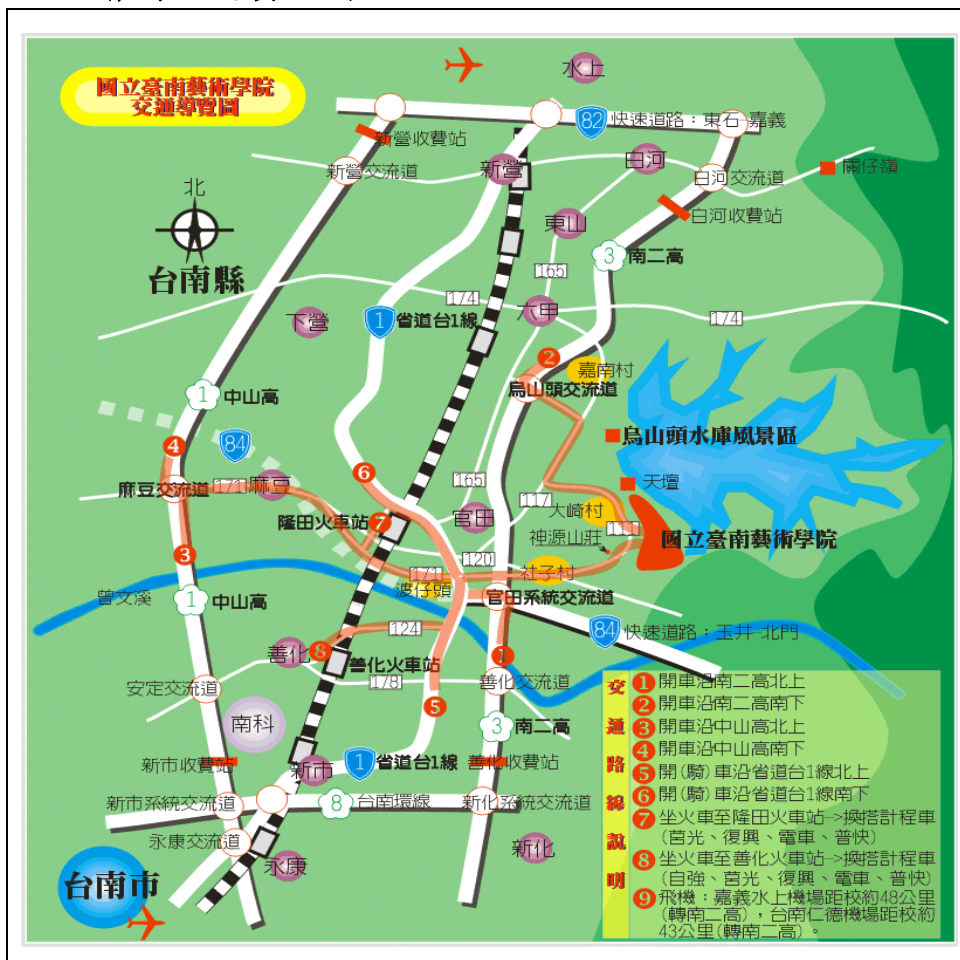 國立臺南藝術學院
交通導覽圖
水上
82
快速道路：東石-嘉義
新營收費站
新營交流道
新營
白河
白河交流道
關仔嶺
白河收費站
北
台南縣
東山
3
南二高
165
174
六甲
174
下營
1
省道台1線
2
嘉南村
烏山頭交流道
1
中山高
84
烏山頭水庫風景區
4
6
麻豆交流道
171
麻豆
165
117
天壇
大崎村
隆田火車站
7
官田
神源山莊
國立臺南藝術學院
3
120
171
社子村
渡仔頭
官田系統交流道
曾文溪
1
中山高
124
84
快速道路：玉井-北門
善化
8
善化火車站
1
178
善化交流道
安定交流道
5
南科
3
南二高
新市收費站
新市
1
省道台1線
善化收費站
新市系統交流道
8
台南環線
新化系統交流道
永康交流道
永康
新化
台南市
交通路線說明
1 開車沿南二高北上
2 開車沿南二高南下
3 開車沿中山高北上
4 開車沿中山高南下
5 開(騎)車沿省道台1線北上
6 開(騎)車沿省道台1線南下
7 坐火車至隆田火車站->換搭計程車
(莒光、復興、電車、普快)
8 坐火車至善化火車站->換搭計程車
(自強、莒光、復興、電車、普快)
9 飛機：嘉義水上機場距校約48公里
(轉南二高)，台南仁德機場距校約
43公里(轉南二高)。